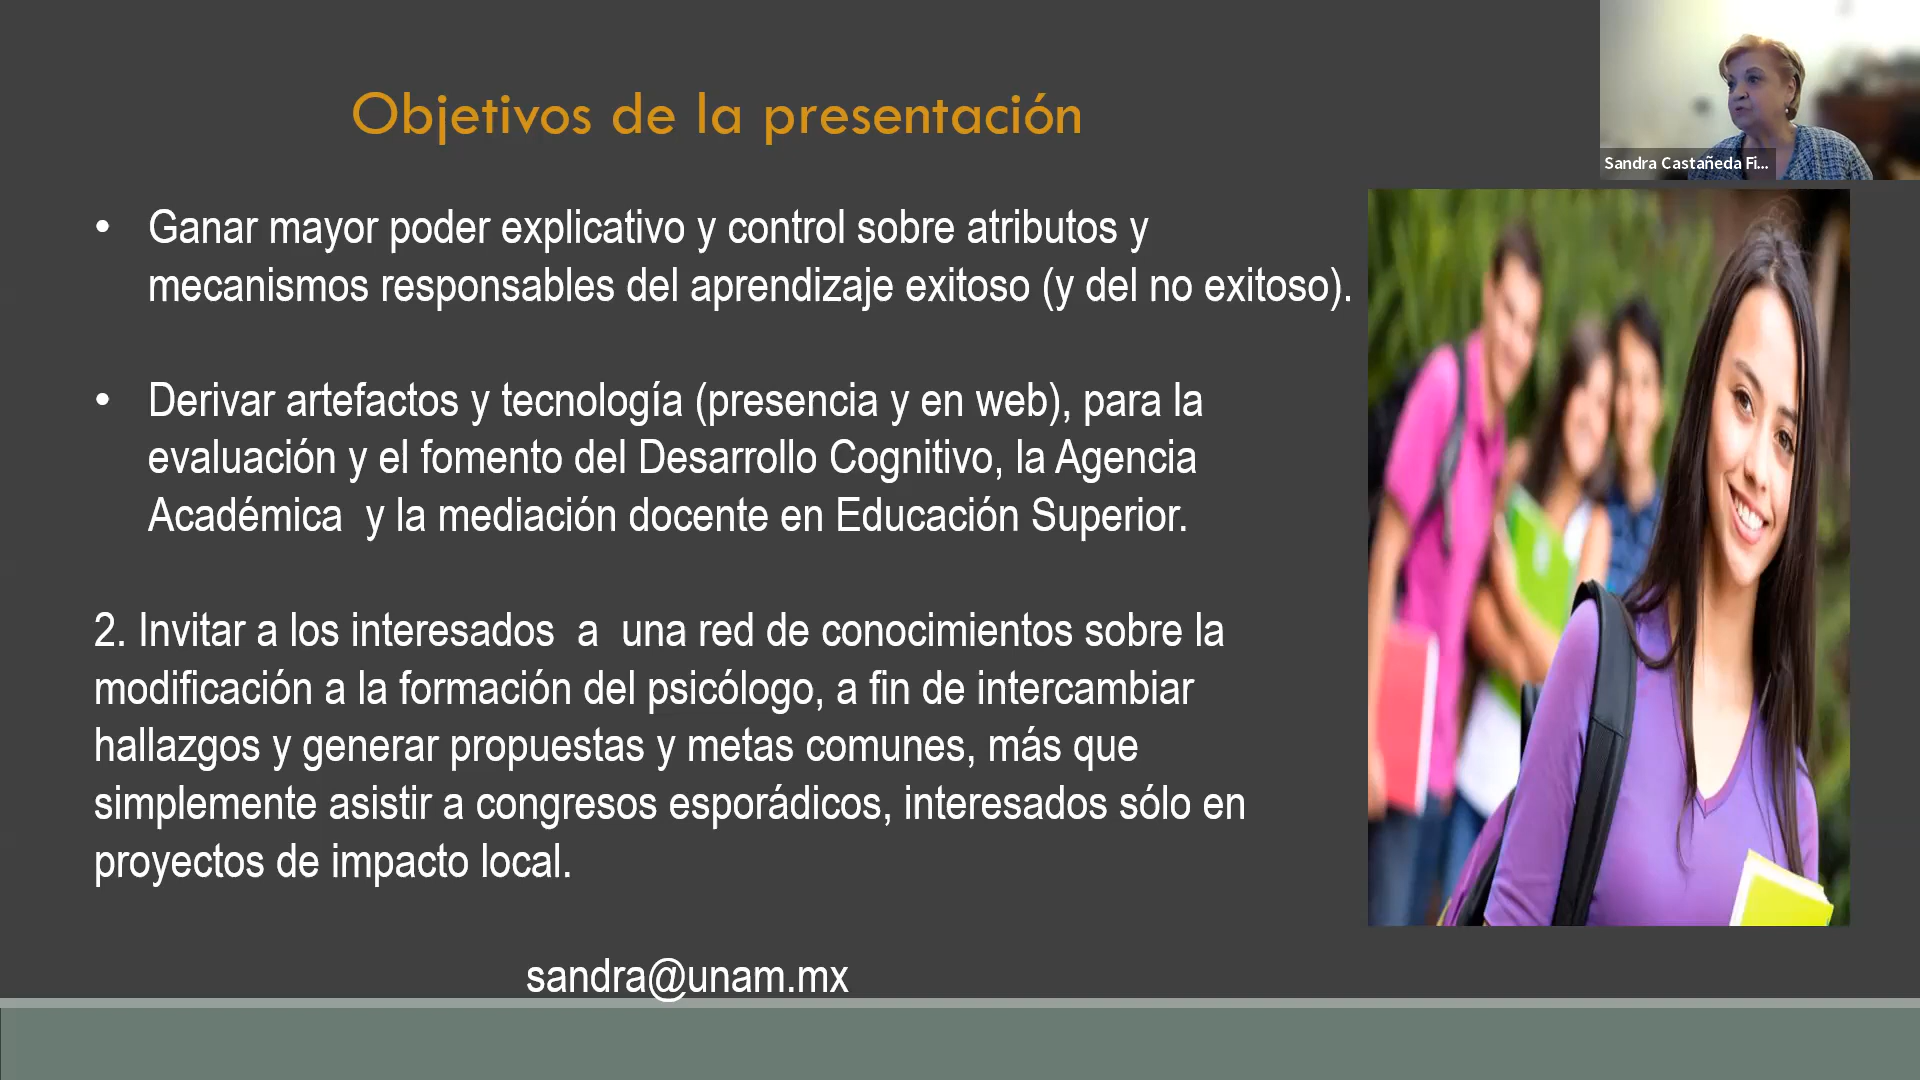 Objetivos de la presentación
Sandra Castañeda Fi...
• Ganar mayor poder explicativo y control sobre atributos y
mecanismos responsables del aprendizaje exitoso (y del no exitoso).
• Derivar artefactos y tecnología (presencia y en web), para la
evaluación y el fomento del Desarrollo Cognitivo, la Agencia
Académica y la mediación docente en Educación Superior.
2. Invitar a los interesados a una red de conocimientos sobre la
modificación a la formación del psicólogo, a fin de intercambiar
hallazgos y generar propuestas y metas comunes, más que
simplemente asistir a congresos esporádicos, interesados sólo en
proyectos de impacto local.
sandra@unam.mx